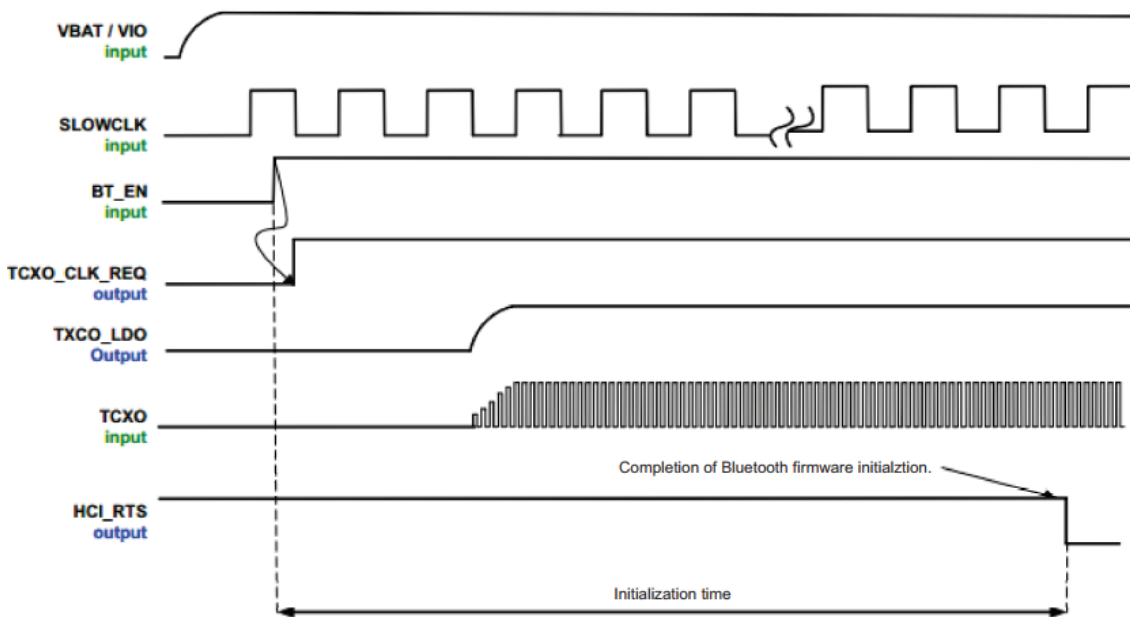 VBAT / VIO
input
SLOWCLK
input
BT_EN
input
TCXO_CLK_REQ
output
TXCO_LDO
Output
TCXO
input
Completion of Bluetooth firmware initialztion.
HCI_RTS
output
Initialization time